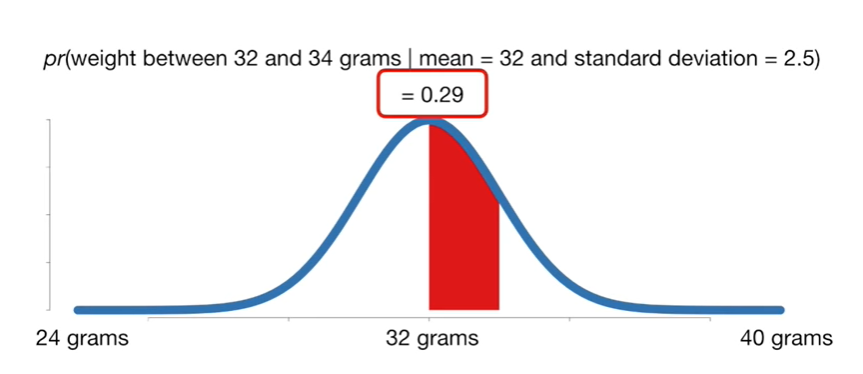 pr(weight between 32 and 34 grams | mean = 32 and standard deviation = 2.5)
= 0.29
24 grams
32 grams
40 grams